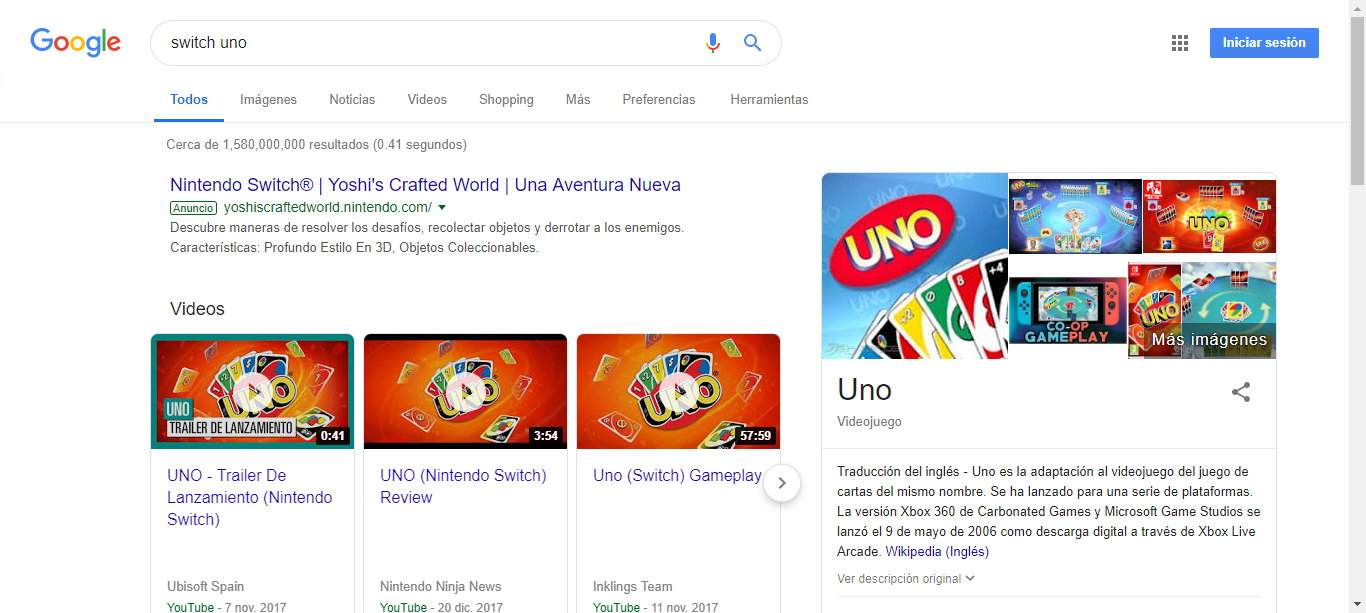 Google
switch uno
Iniciar sesión
Todos Imágenes Noticias Videos Shopping Más Preferencias Herramientas
Cerca de 1,580,000,000 resultados (0.41 segundos)
Nintendo Switch® | Yoshi's Crafted World | Una Aventura Nueva
Anuncio yoshiscraftedworld.nintendo.com/
Descubre maneras de resolver los desafíos, recolectar objetos y derrotar a los enemigos.
Características: Profundo Estilo En 3D, Objetos Coleccionables.
Videos
UNO
UNO
TRAILER DE LANZAMIENTO
0:41
UNO - Trailer De
Lanzamiento (Nintendo
Switch)
Ubisoft Spain
YouTube - 7 nov. 2017
UNO
3:54
UNO (Nintendo Switch)
Review
Nintendo Ninja News
YouTube - 20 dic. 2017
UNO
57:59
Uno (Switch) Gameplay
Inklings Team
YouTube - 11 nov. 2017
UNO
+4
UNO
CO-OP
GAMEPLAY
UNO
Más imágenes
Uno
Videojuego
Traducción del inglés - Uno es la adaptación al videojuego del juego de
cartas del mismo nombre. Se ha lanzado para una serie de plataformas.
La versión Xbox 360 de Carbonated Games y Microsoft Game Studios se
lanzó el 9 de mayo de 2006 como descarga digital a través de Xbox Live
Arcade. Wikipedia (Inglés)
Ver descripción original